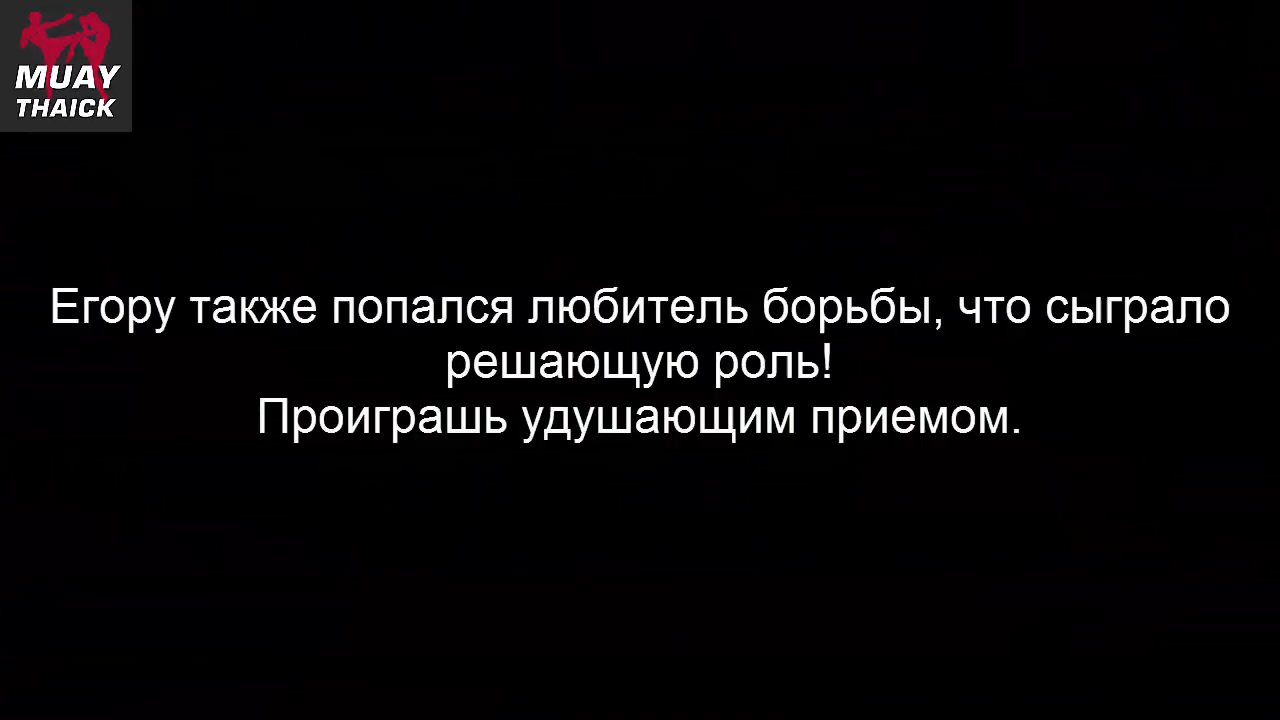 MUAY
THAICK
Егору также попался любитель борьбы, что сыграло
решающую роль!
Проиграшь удушающим приемом.